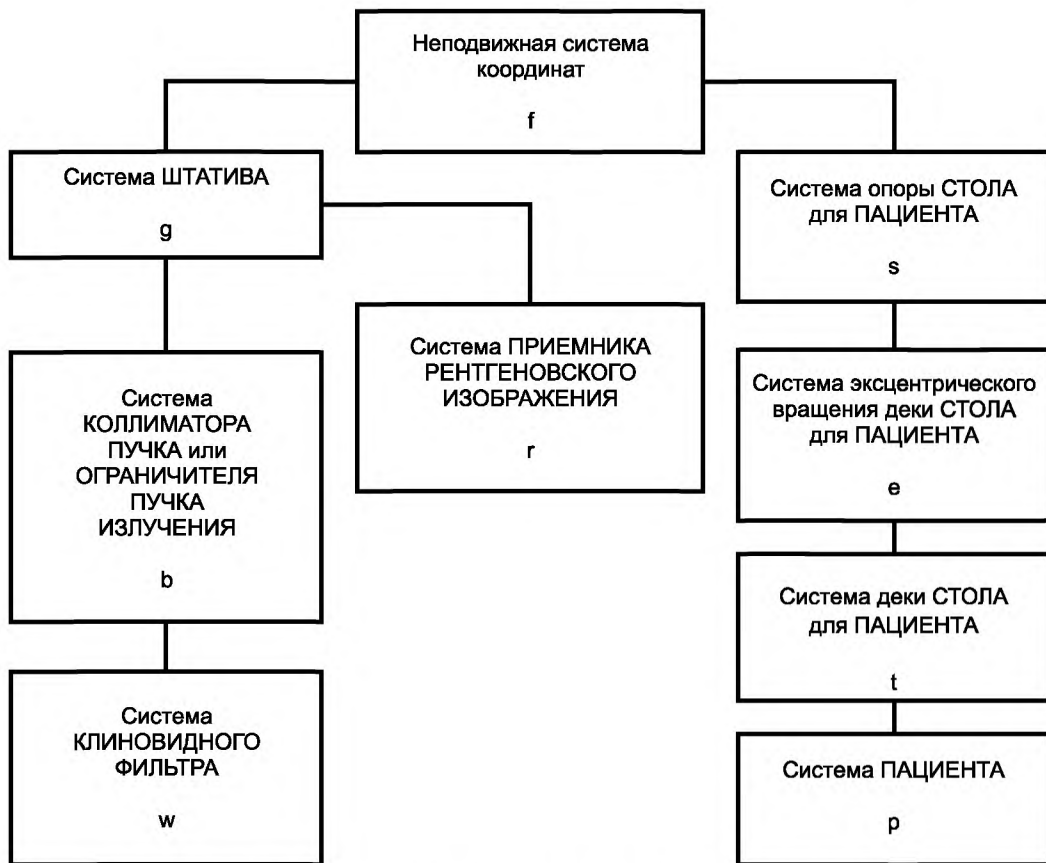 Неподвижная система
координат
f
Система ШТАТИВА
g
Система опоры СТОЛА
для ПАЦИЕНТА
s
Система ПРИЕМНИКА
РЕНТГЕНОВСКОГО
ИЗОБРАЖЕНИЯ
r
Система
КОЛЛИМАТОРА
ПУЧКА или
ОГРАНИЧИТЕЛЯ
ПУЧКА
ИЗЛУЧЕНИЯ
b
Система эксцентрического
вращения деки СТОЛА
для ПАЦИЕНТА
e
Система деки СТОЛА
для ПАЦИЕНТА
t
Система
КЛИНОВИДНОГО
ФИЛЬТРА
w
Система ПАЦИЕНТА
p